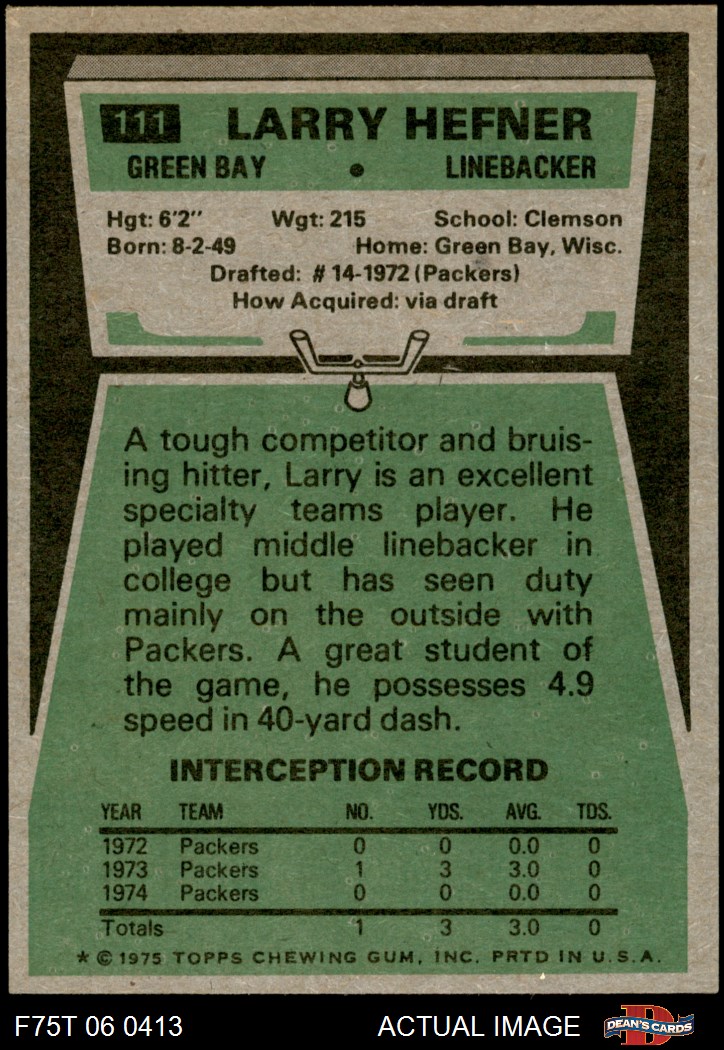 111 LARRY HEFNER
GREEN BAY • LINEBACKER
Hgt: 6'2" Wgt: 215 School: Clemson
Born: 8-2-49 Home: Green Bay, Wisc.
Drafted: #14-1972 (Packers)
How Acquired: via draft
A tough competitor and bruis-
ing hitter, Larry is an excellent
specialty teams player. He
played middle linebacker in
college but has seen duty
mainly on the outside with
Packers. A great student of
the game, he possesses 4.9
speed in 40-yard dash.
INTERCEPTION RECORD
YEAR TEAM NO. YDS. AVG. TDS.
1972 Packers 0 0 0.0 0
1973 Packers 1 3 3.0 0
1974 Packers 0 0 0.0 0
Totals 1 3 3.0 0
* © 1975 TOPPS CHEWING GUM, INC. PRTD IN U.S.A.
F75T 06 0413 ACTUAL IMAGE D DEAN'S CARDS